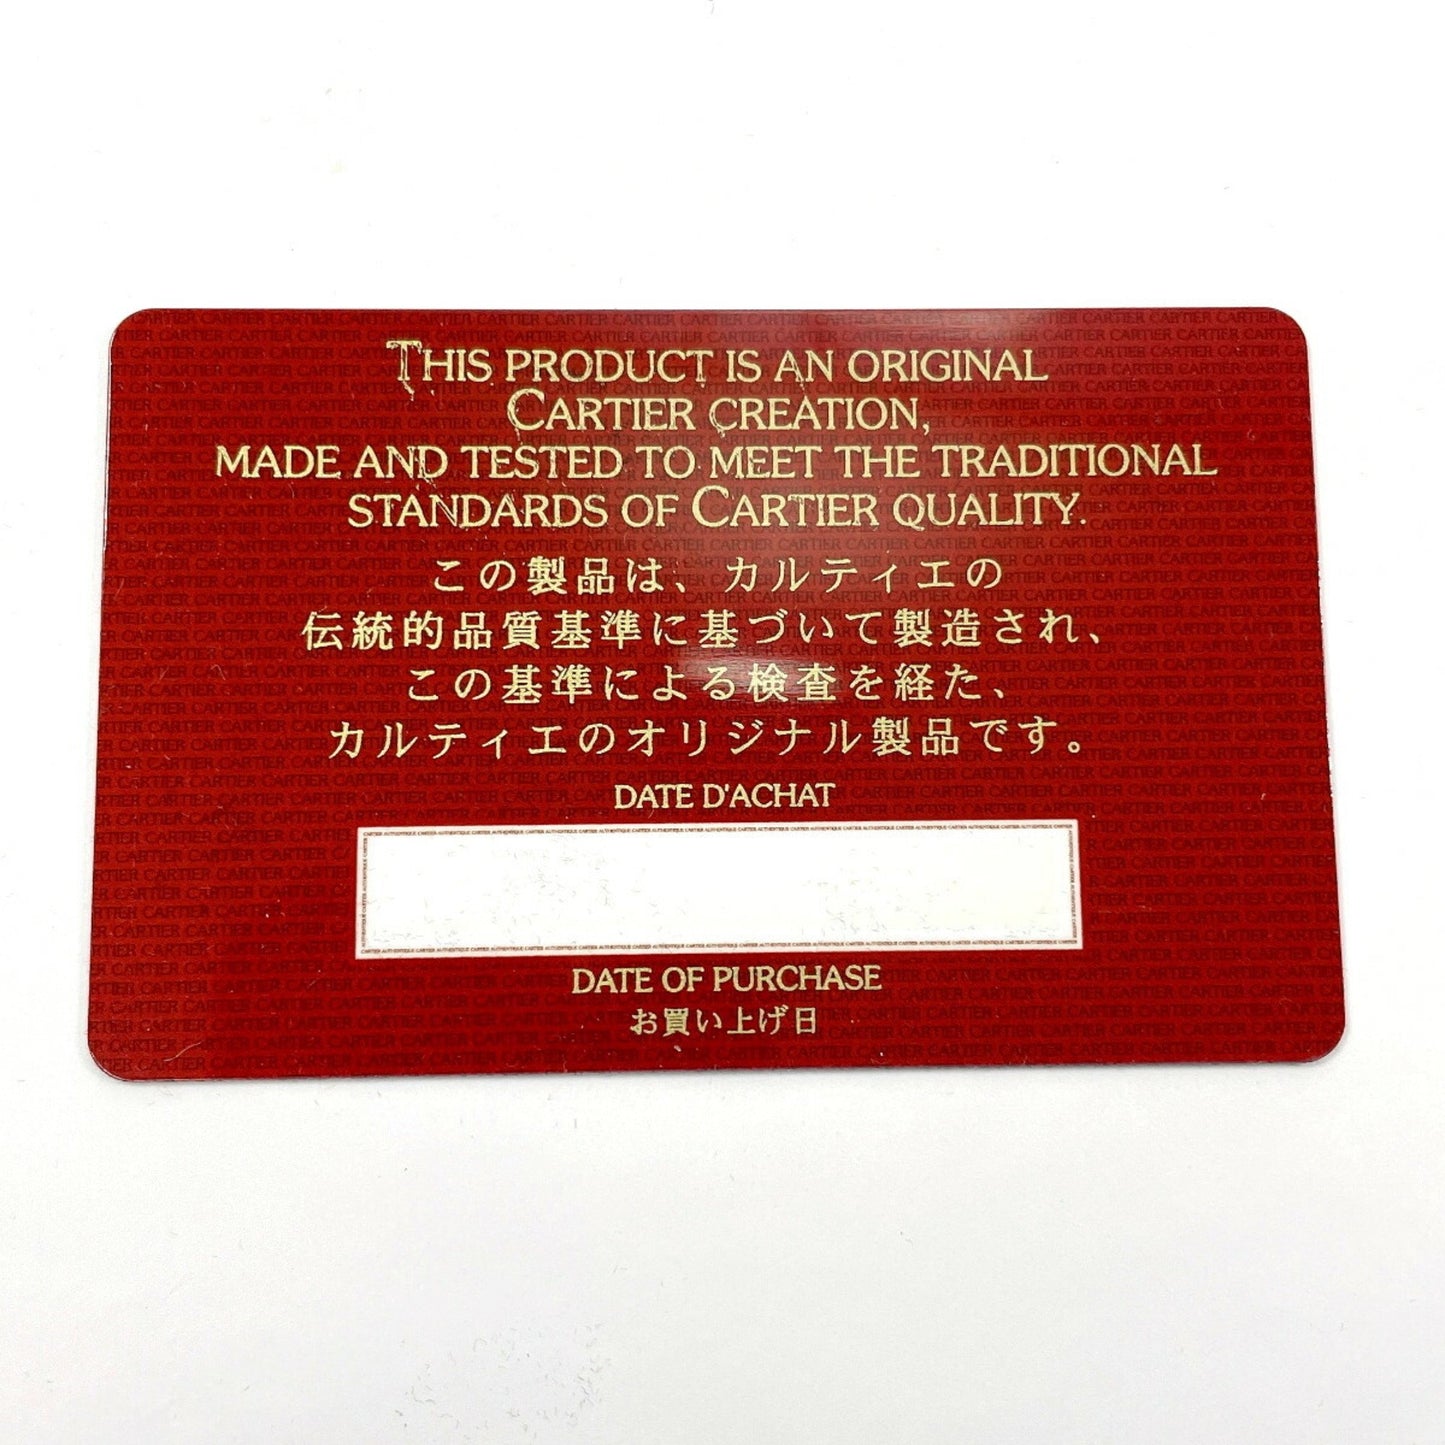 THIS PRODUCT IS AN ORIGINAL
CARTIER CREATION,
MADE AND TESTED TO MEET THE TRADITIONAL
STANDARDS OF CARTIER QUALITY.
この製品は、カルティエの
伝統的品質基準に基づいて製造され、
この基準による検査を経た、
カルティエのオリジナル製品です。
DATE D'ACHAT
DATE OF PURCHASE
お買い上げ日